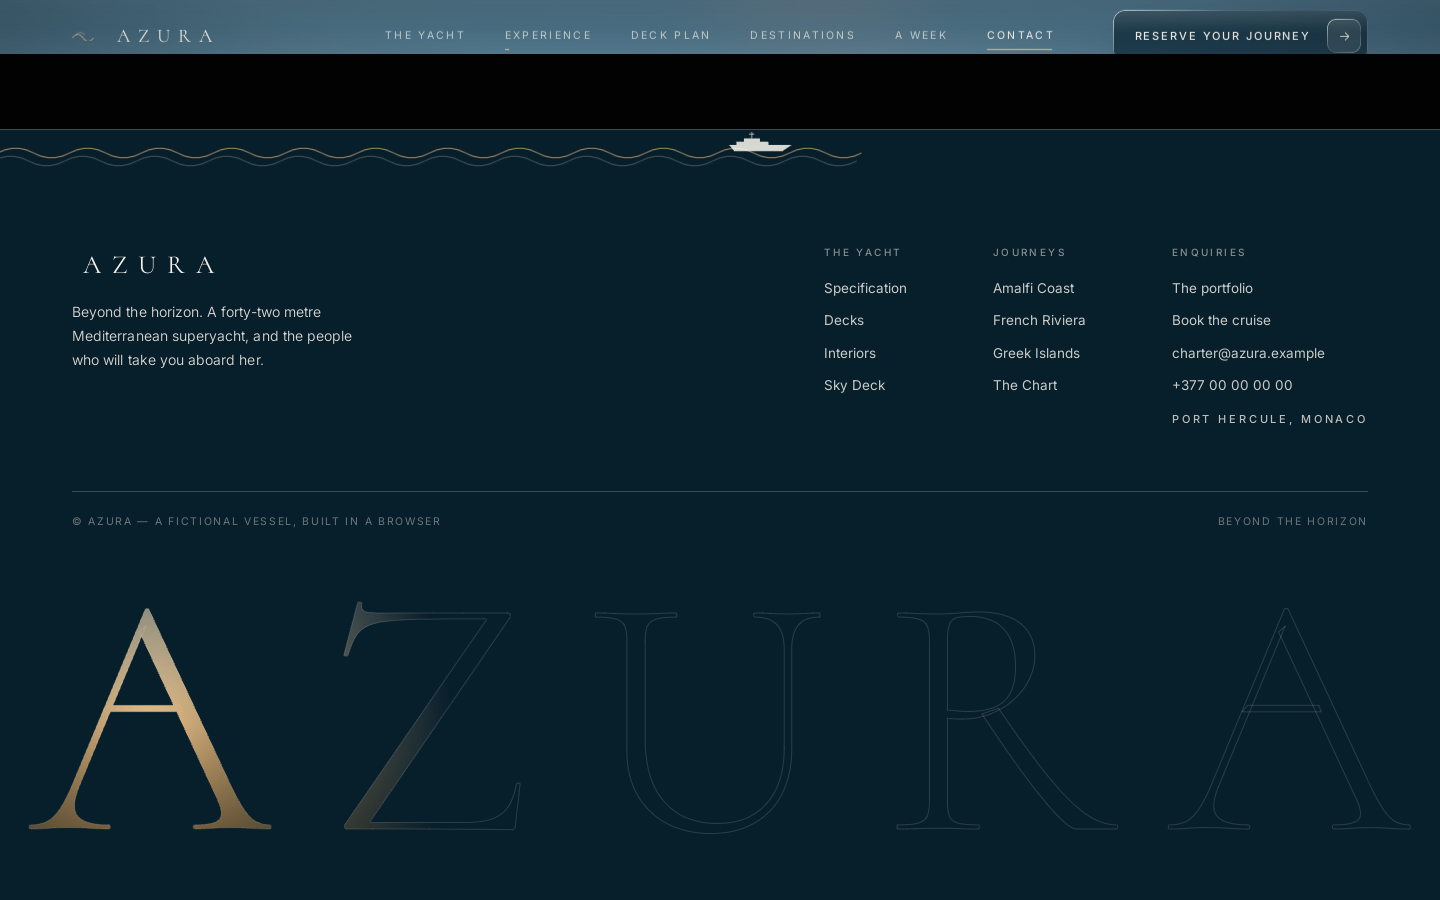 AZURA
THE YACHT
EXPERIENCE
DECK PLAN
DESTINATIONS
A WEEK
CONTACT
RESERVE YOUR JOURNEY →
AZURA
Beyond the horizon. A forty-two metre
Mediterranean superyacht, and the people
who will take you aboard her.
THE YACHT
Specification
Decks
Interiors
Sky Deck
JOURNEYS
Amalfi Coast
French Riviera
Greek Islands
The Chart
ENQUIRIES
The portfolio
Book the cruise
charter@azura.example
+377 00 00 00 00
PORT HERCULE, MONACO
© AZURA — A FICTIONAL VESSEL, BUILT IN A BROWSER
BEYOND THE HORIZON
AZURA